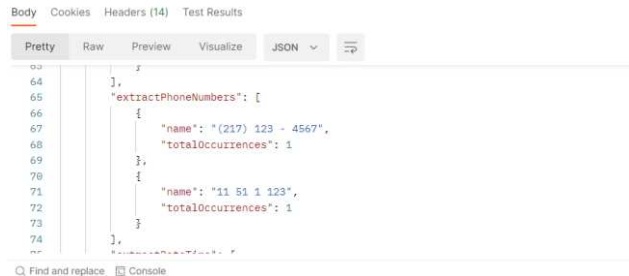 Body Cookies Headers (14) Test Results
Pretty Raw Preview Visualize JSON
64 ],
65 "extractPhoneNumbers": [
66 {
67 "name": "(217) 123 - 4567",
68 "totalOccurrences": 1
69 },
70 {
71 "name": "11 51 1 123",
72 "totalOccurrences": 1
73 }
74 ],
Find and replace Console